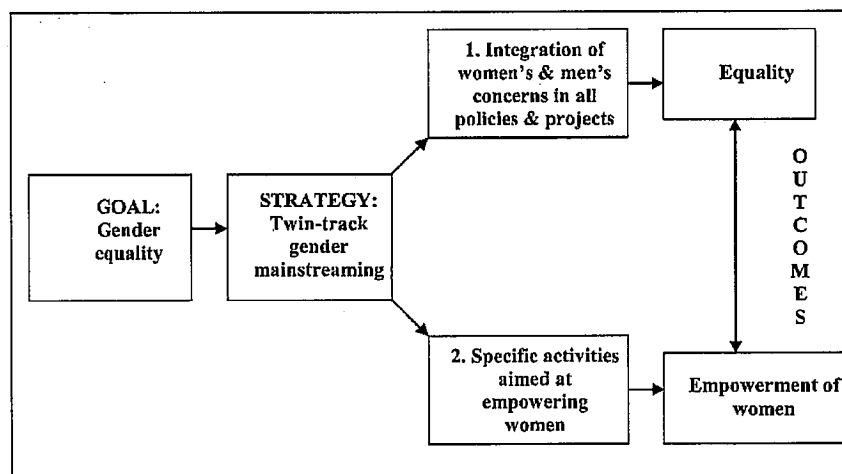 GOAL:
Gender
equality
STRATEGY:
Twin-track
gender
mainstreaming
1. Integration of
women's & men's
concerns in all
policies & projects
Equality
2. Specific activities
aimed at
empowering
women
Empowerment of
women
OUTCOMES